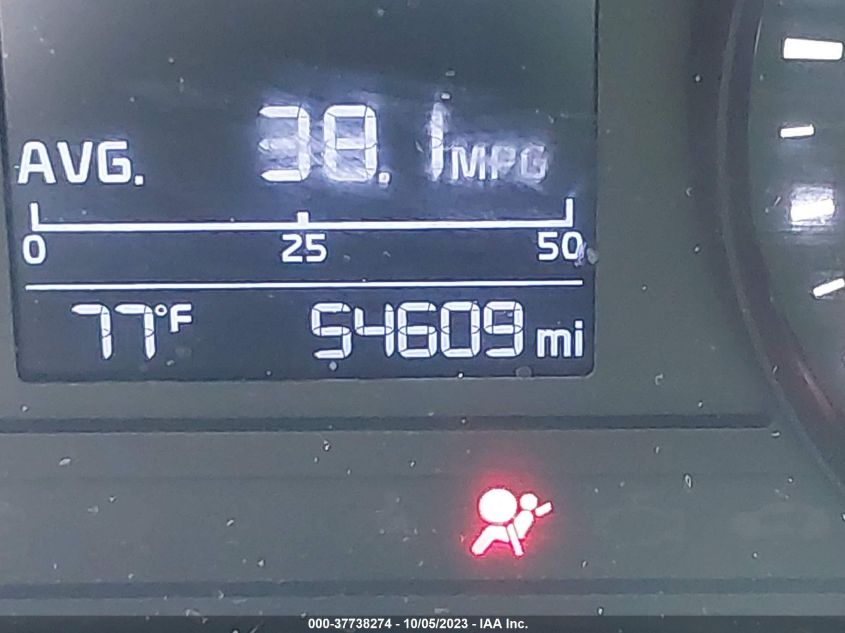 AVG. 38.1 MPG
0 25 50
77°F 54609 mi
000-37738274 - 10/05/2023 - IAA Inc.